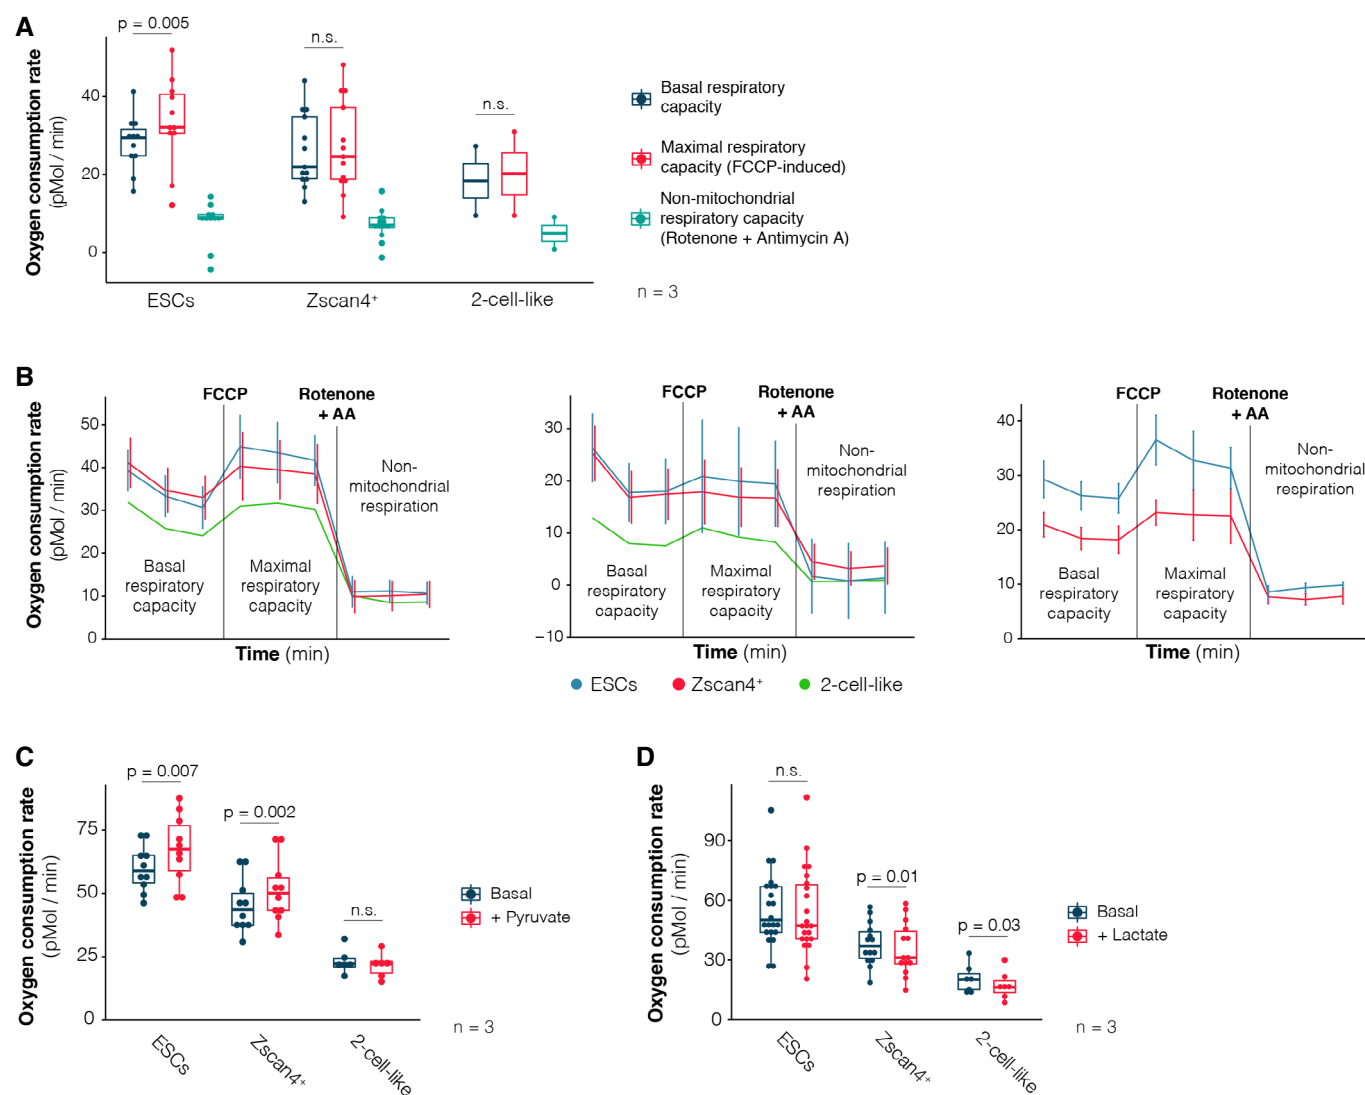 A
p = 0.005
n.s.
n.s.
Oxygen consumption rate
(pMol / min)
40
20
0
ESCs
Zscan4⁺
2-cell-like
Basal respiratory
capacity
Maximal respiratory
capacity (FCCP-induced)
Non-mitochondrial
respiratory capacity
(Rotenone + Antimycin A)
n = 3
B
Oxygen consumption rate
(pMol / min)
50
40
30
20
10
0
FCCP
Rotenone
+ AA
Non-
mitochondrial
respiration
Basal
respiratory
capacity
Maximal
respiratory
capacity
Time (min)
30
20
10
0
−10
FCCP
Rotenone
+ AA
Non-
mitochondrial
respiration
Basal
respiratory
capacity
Maximal
respiratory
capacity
Time (min)
40
30
20
10
0
FCCP
Rotenone
+ AA
Non-
mitochondrial
respiration
Basal
respiratory
capacity
Maximal
respiratory
capacity
Time (min)
ESCs
Zscan4⁺
2-cell-like
C
p = 0.007
p = 0.002
n.s.
Oxygen consumption rate
(pMol / min)
75
50
25
0
ESCs
Zscan4⁺
2-cell-like
Basal
+ Pyruvate
n = 3
D
n.s.
p = 0.01
p = 0.03
Oxygen consumption rate
(pMol / min)
90
60
30
0
ESCs
Zscan4⁺
2-cell-like
Basal
+ Lactate
n = 3